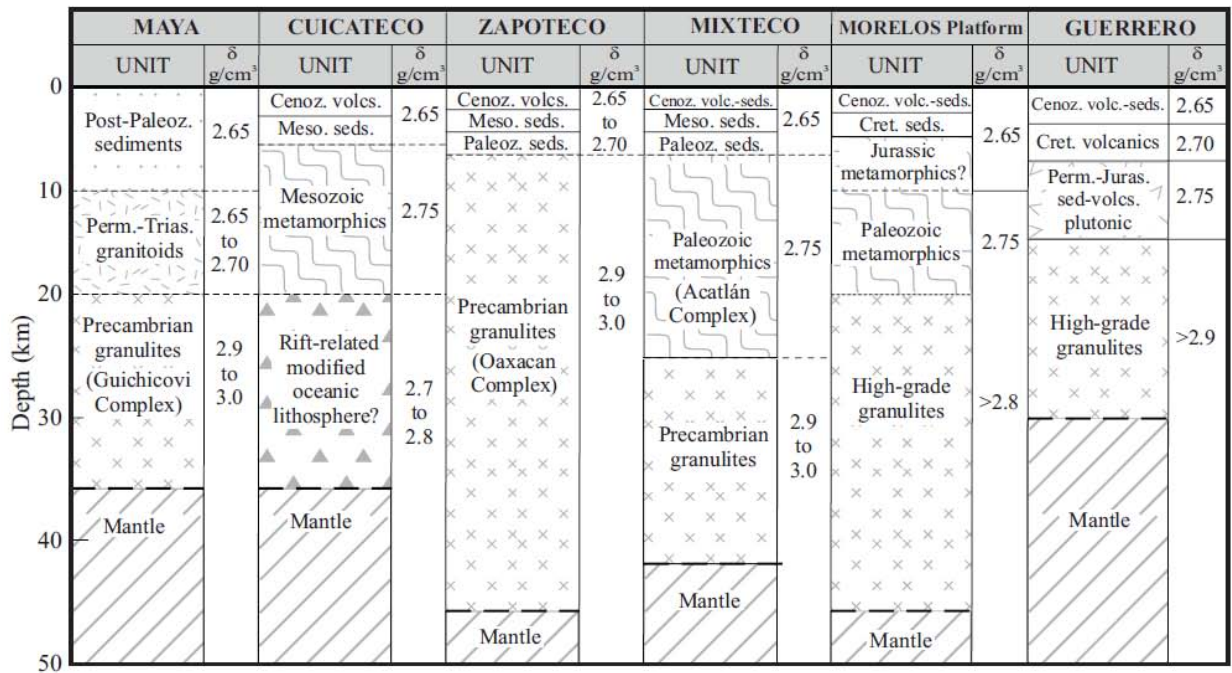 MAYA
CUICATECO
ZAPOTECO
MIXTECO
MORELOS Platform
GUERRERO
UNIT
δ
g/cm³
UNIT
δ
g/cm³
UNIT
δ
g/cm³
UNIT
δ
g/cm³
UNIT
δ
g/cm³
UNIT
δ
g/cm³
Depth (km)
0
10
20
30
40
50
Post-Paleoz.
sediments
2.65
Perm.-Trias.
granitoids
2.65
to
2.70
Precambrian
granulites
(Guichicovi
Complex)
2.9
to
3.0
Mantle
Cenoz. volcs.
Meso. seds.
2.65
Mesozoic
metamorphics
2.75
Rift-related
modified
oceanic
lithosphere?
2.7
to
2.8
Mantle
Cenoz. volcs.
Meso. seds.
Paleoz. seds.
2.65
to
2.70
Precambrian
granulites
(Oaxacan
Complex)
2.9
to
3.0
Mantle
Cenoz. volc.-seds.
Meso. seds.
Paleoz. seds.
2.65
Paleozoic
metamorphics
(Acatlán
Complex)
2.75
Precambrian
granulites
2.9
to
3.0
Mantle
Cenoz. volc.-seds.
Cret. seds.
Jurassic
metamorphics?
2.65
Paleozoic
metamorphics
2.75
High-grade
granulites
>2.8
Mantle
Cenoz. volc.-seds.
2.65
Cret. volcanics
2.70
Perm.-Juras.
sed-volcs.
plutonic
2.75
High-grade
granulites
>2.9
Mantle